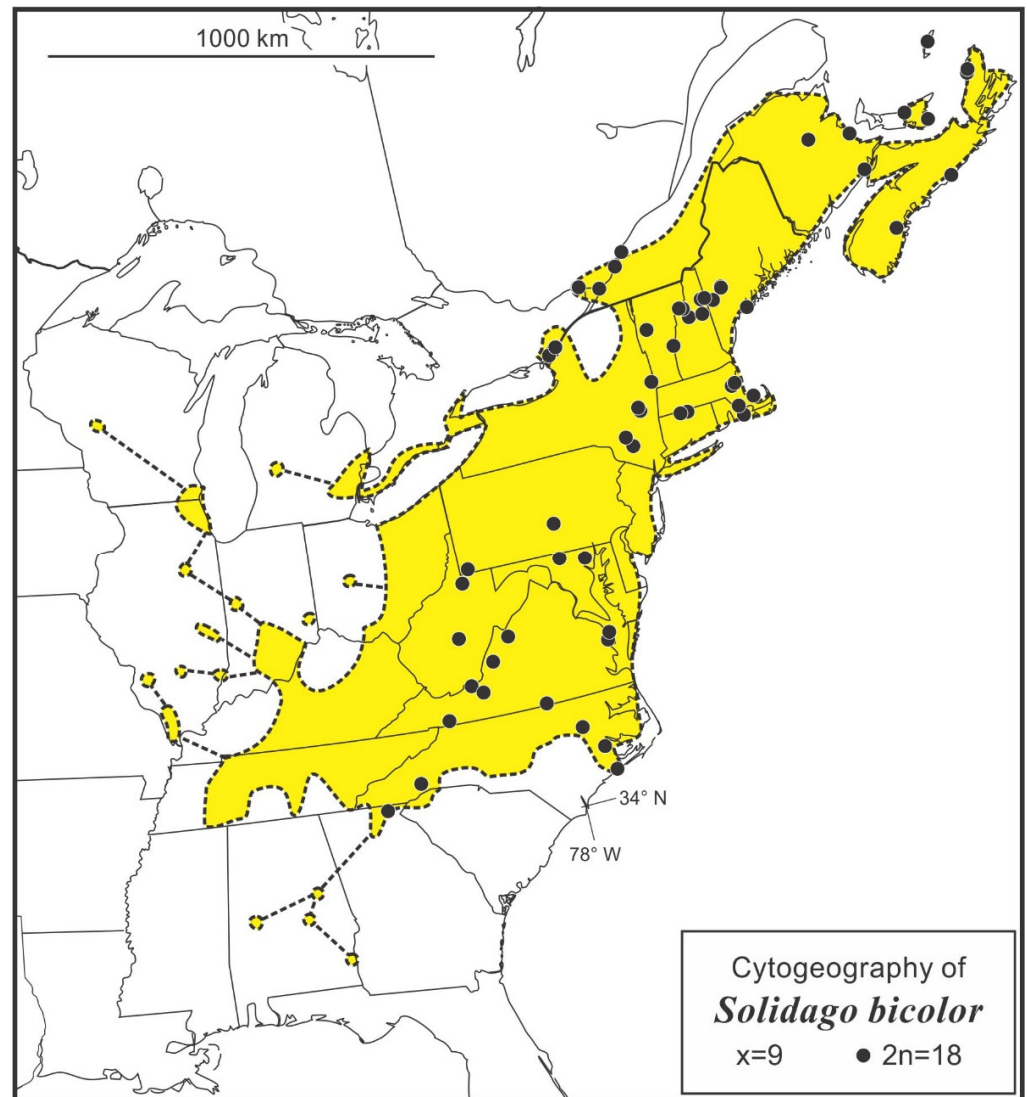 1000 km
34° N
78° W
Cytogeography of
Solidago bicolor
x=9 ● 2n=18